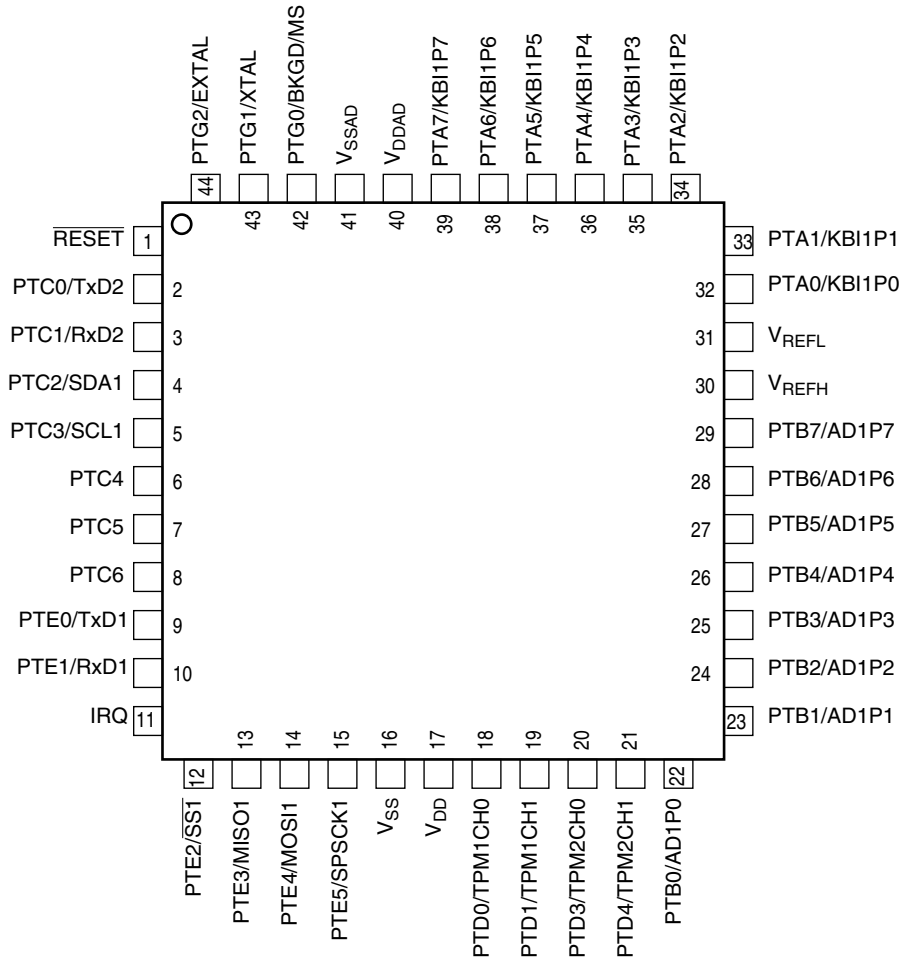 PTG2/EXTAL
PTG1/XTAL
PTG0/BKGD/MS
VSSAD
VDDAD
PTA7/KBI1P7
PTA6/KBI1P6
PTA5/KBI1P5
PTA4/KBI1P4
PTA3/KBI1P3
PTA2/KBI1P2
44
43
42
41
40
39
38
37
36
35
34
RESET 1
PTC0/TxD2 2
PTC1/RxD2 3
PTC2/SDA1 4
PTC3/SCL1 5
PTC4 6
PTC5 7
PTC6 8
PTE0/TxD1 9
PTE1/RxD1 10
IRQ 11
33 PTA1/KBI1P1
32 PTA0/KBI1P0
31 VREFL
30 VREFH
29 PTB7/AD1P7
28 PTB6/AD1P6
27 PTB5/AD1P5
26 PTB4/AD1P4
25 PTB3/AD1P3
24 PTB2/AD1P2
23 PTB1/AD1P1
12
13
14
15
16
17
18
19
20
21
22
PTE2/SS1
PTE3/MISO1
PTE4/MOSI1
PTE5/SPSCK1
VSS
VDD
PTD0/TPM1CH0
PTD1/TPM1CH1
PTD3/TPM2CH0
PTD4/TPM2CH1
PTB0/AD1P0